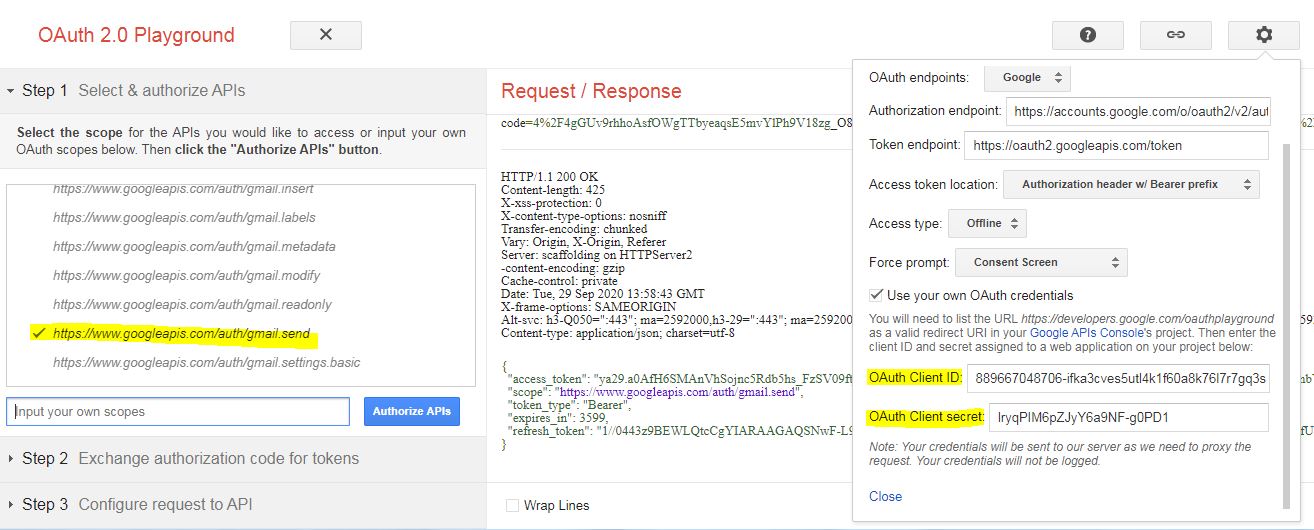 OAuth 2.0 Playground
Step 1 Select & authorize APIs
Select the scope for the APIs you would like to access or input your own
OAuth scopes below. Then click the "Authorize APIs" button.
https://www.googleapis.com/auth/gmail.insert
https://www.googleapis.com/auth/gmail.labels
https://www.googleapis.com/auth/gmail.metadata
https://www.googleapis.com/auth/gmail.modify
https://www.googleapis.com/auth/gmail.readonly
https://www.googleapis.com/auth/gmail.send
https://www.googleapis.com/auth/gmail.settings.basic
Input your own scopes
Authorize APIs
Step 2 Exchange authorization code for tokens
Step 3 Configure request to API
Request / Response
HTTP/1.1 200 OK
Content-length: 425
X-xss-protection: 0
X-content-type-options: nosniff
Transfer-encoding: chunked
Vary: Origin, X-Origin, Referer
Server: scaffolding on HTTPServer2
-content-encoding: gzip
Cache-control: private
Date: Tue, 29 Sep 2020 13:58:43 GMT
X-frame-options: SAMEORIGIN
Alt-svc: h3-Q050=":443"; ma=2592000,h3-29=":443"; ma=2592000
Content-type: application/json; charset=utf-8
{
"access_token":
"scope": "https://www.googleapis.com/auth/gmail.send",
"token_type": "Bearer",
"expires_in": 3599,
"refresh_token":
}
Wrap Lines
OAuth endpoints: Google
Authorization endpoint: https://accounts.google.com/o/oauth2/v2/aut
Token endpoint: https://oauth2.googleapis.com/token
Access token location: Authorization header w/ Bearer prefix
Access type: Offline
Force prompt: Consent Screen
Use your own OAuth credentials
You will need to list the URL https://developers.google.com/oauthplayground
as a valid redirect URI in your Google APIs Console's project. Then enter the
client ID and secret assigned to a web application on your project below:
OAuth Client ID:
OAuth Client secret:
Note: Your credentials will be sent to our server as we need to proxy the
request. Your credentials will not be logged.
Close